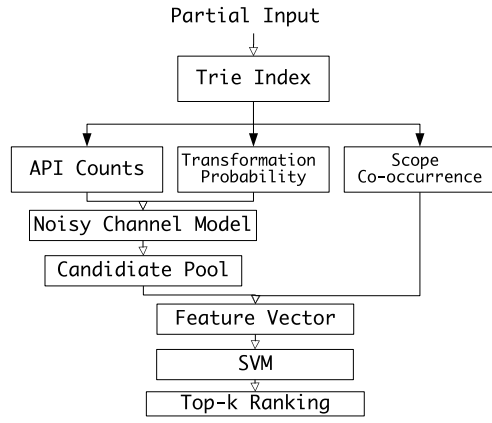 Partial Input
Trie Index
API Counts
Transformation
Probability
Scope
Co-occurrence
Noisy Channel Model
Candidiate Pool
Feature Vector
SVM
Top-k Ranking